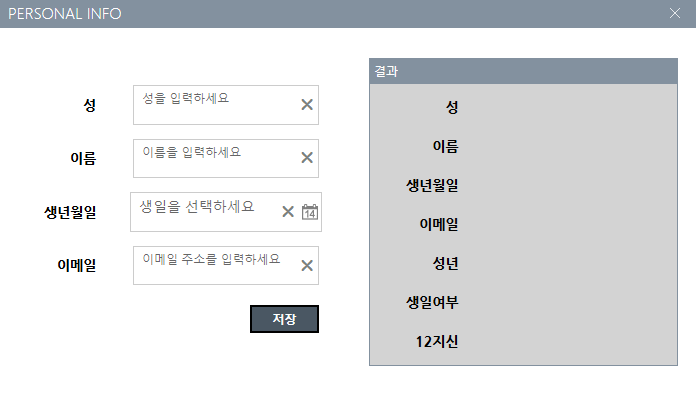 PERSONAL INFO
성
성을 입력하세요
이름
이름을 입력하세요
생년월일
생일을 선택하세요
14
이메일
이메일 주소를 입력하세요
저장
결과
성
이름
생년월일
이메일
성년
생일여부
12지신